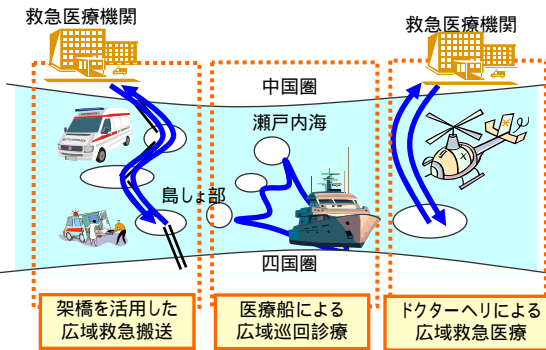 救急医療機関
救急医療機関
中国圏
瀬戸内海
島しょ部
四国圏
架橋を活用した
広域救急搬送
医療船による
広域巡回診療
ドクターヘリによる
広域救急医療